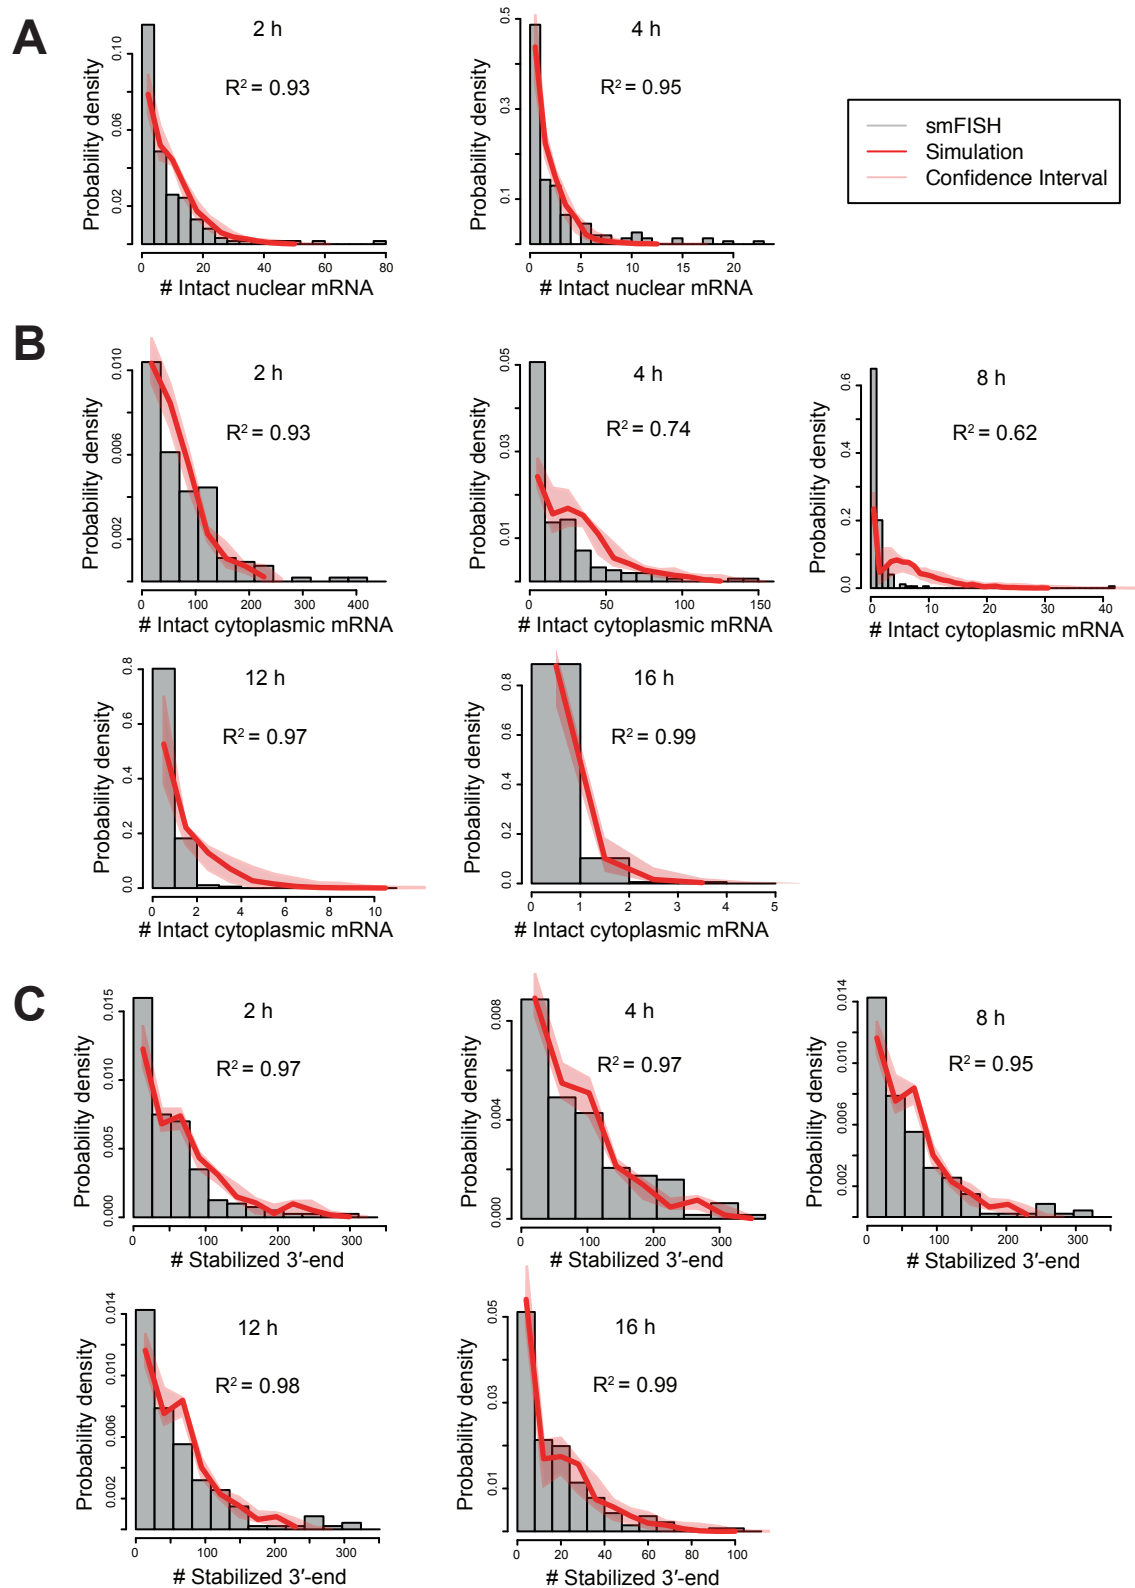 A
2 h
R² = 0.93
Probability density
0.02
0.06
0.10
0
20
40
60
80
# Intact nuclear mRNA
4 h
R² = 0.95
Probability density
0.1
0.3
0.5
0
5
10
15
20
# Intact nuclear mRNA
smFISH
Simulation
Confidence Interval
B
2 h
R² = 0.93
Probability density
0.002
0.006
0.010
0
100
200
300
400
# Intact cytoplasmic mRNA
4 h
R² = 0.74
Probability density
0.01
0.03
0.05
0
50
100
150
# Intact cytoplasmic mRNA
8 h
R² = 0.62
Probability density
0.0
0.2
0.4
0.6
0
10
20
30
40
# Intact cytoplasmic mRNA
12 h
R² = 0.97
Probability density
0.0
0.2
0.4
0.6
0.8
0
2
4
6
8
10
# Intact cytoplasmic mRNA
16 h
R² = 0.99
Probability density
0.0
0.2
0.4
0.6
0.8
0
1
2
3
4
5
# Intact cytoplasmic mRNA
C
2 h
R² = 0.97
Probability density
0.000
0.005
0.010
0.015
0
100
200
300
# Stabilized 3′-end
4 h
R² = 0.97
Probability density
0.000
0.004
0.008
0
100
200
300
# Stabilized 3′-end
8 h
R² = 0.95
Probability density
0.002
0.006
0.010
0.014
0
100
200
300
# Stabilized 3′-end
12 h
R² = 0.98
Probability density
0.002
0.006
0.010
0.014
0
100
200
300
# Stabilized 3′-end
16 h
R² = 0.99
Probability density
0.01
0.03
0.05
0
20
40
60
80
100
# Stabilized 3′-end